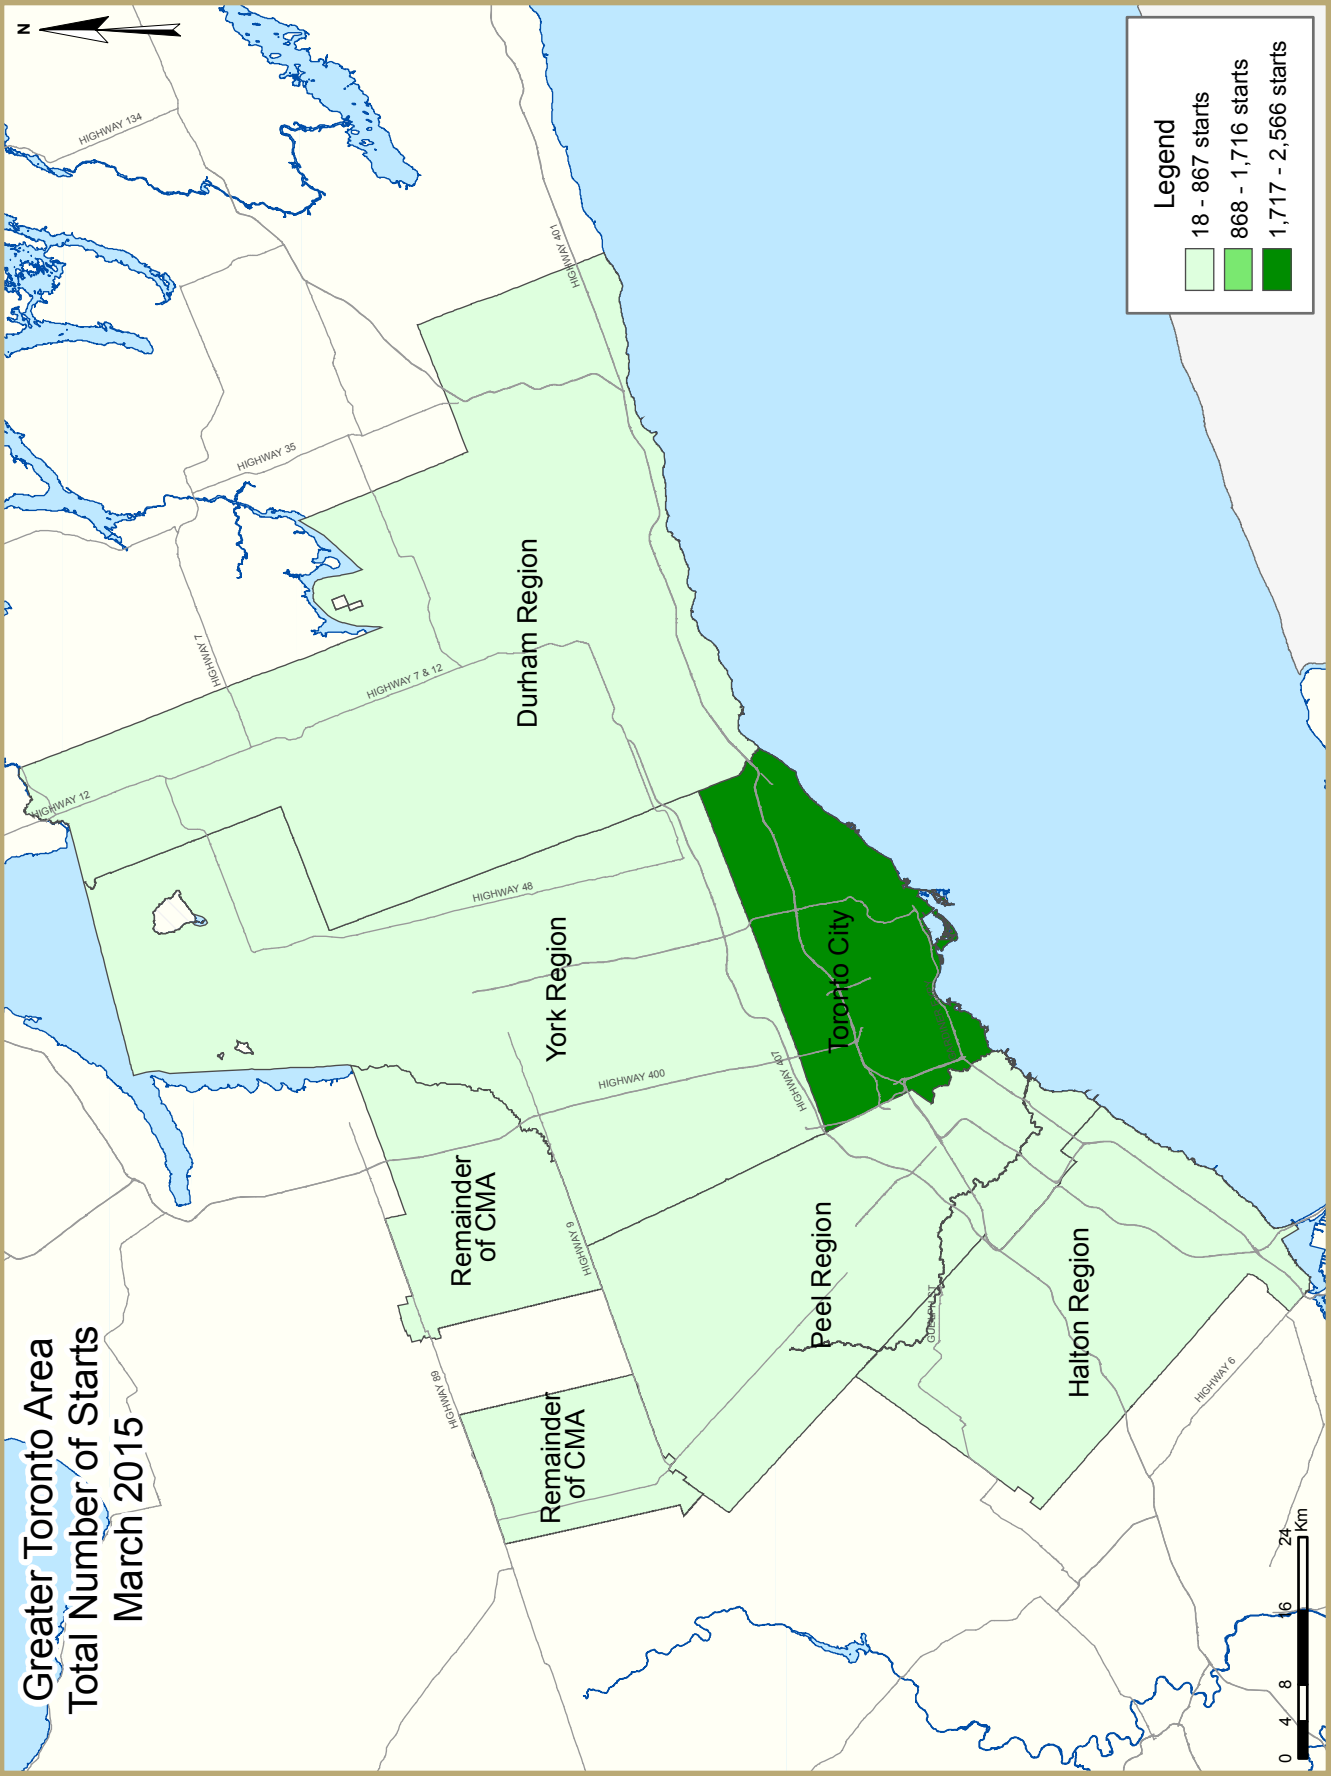 Greater Toronto Area
Total Number of Starts
March 2015
N
HIGHWAY 134
HIGHWAY 401
HIGHWAY 35
HIGHWAY 7
HIGHWAY 7 & 12
HIGHWAY 12
Durham Region
HIGHWAY 48
York Region
HIGHWAY 400
HIGHWAY 407
Toronto City
Remainder
of CMA
HIGHWAY 9
HIGHWAY 89
Remainder
of CMA
Peel Region
GUELPH ST
Halton Region
HIGHWAY 6
Legend
18 - 867 starts
868 - 1,716 starts
1,717 - 2,566 starts
0 4 8 16 24
Km